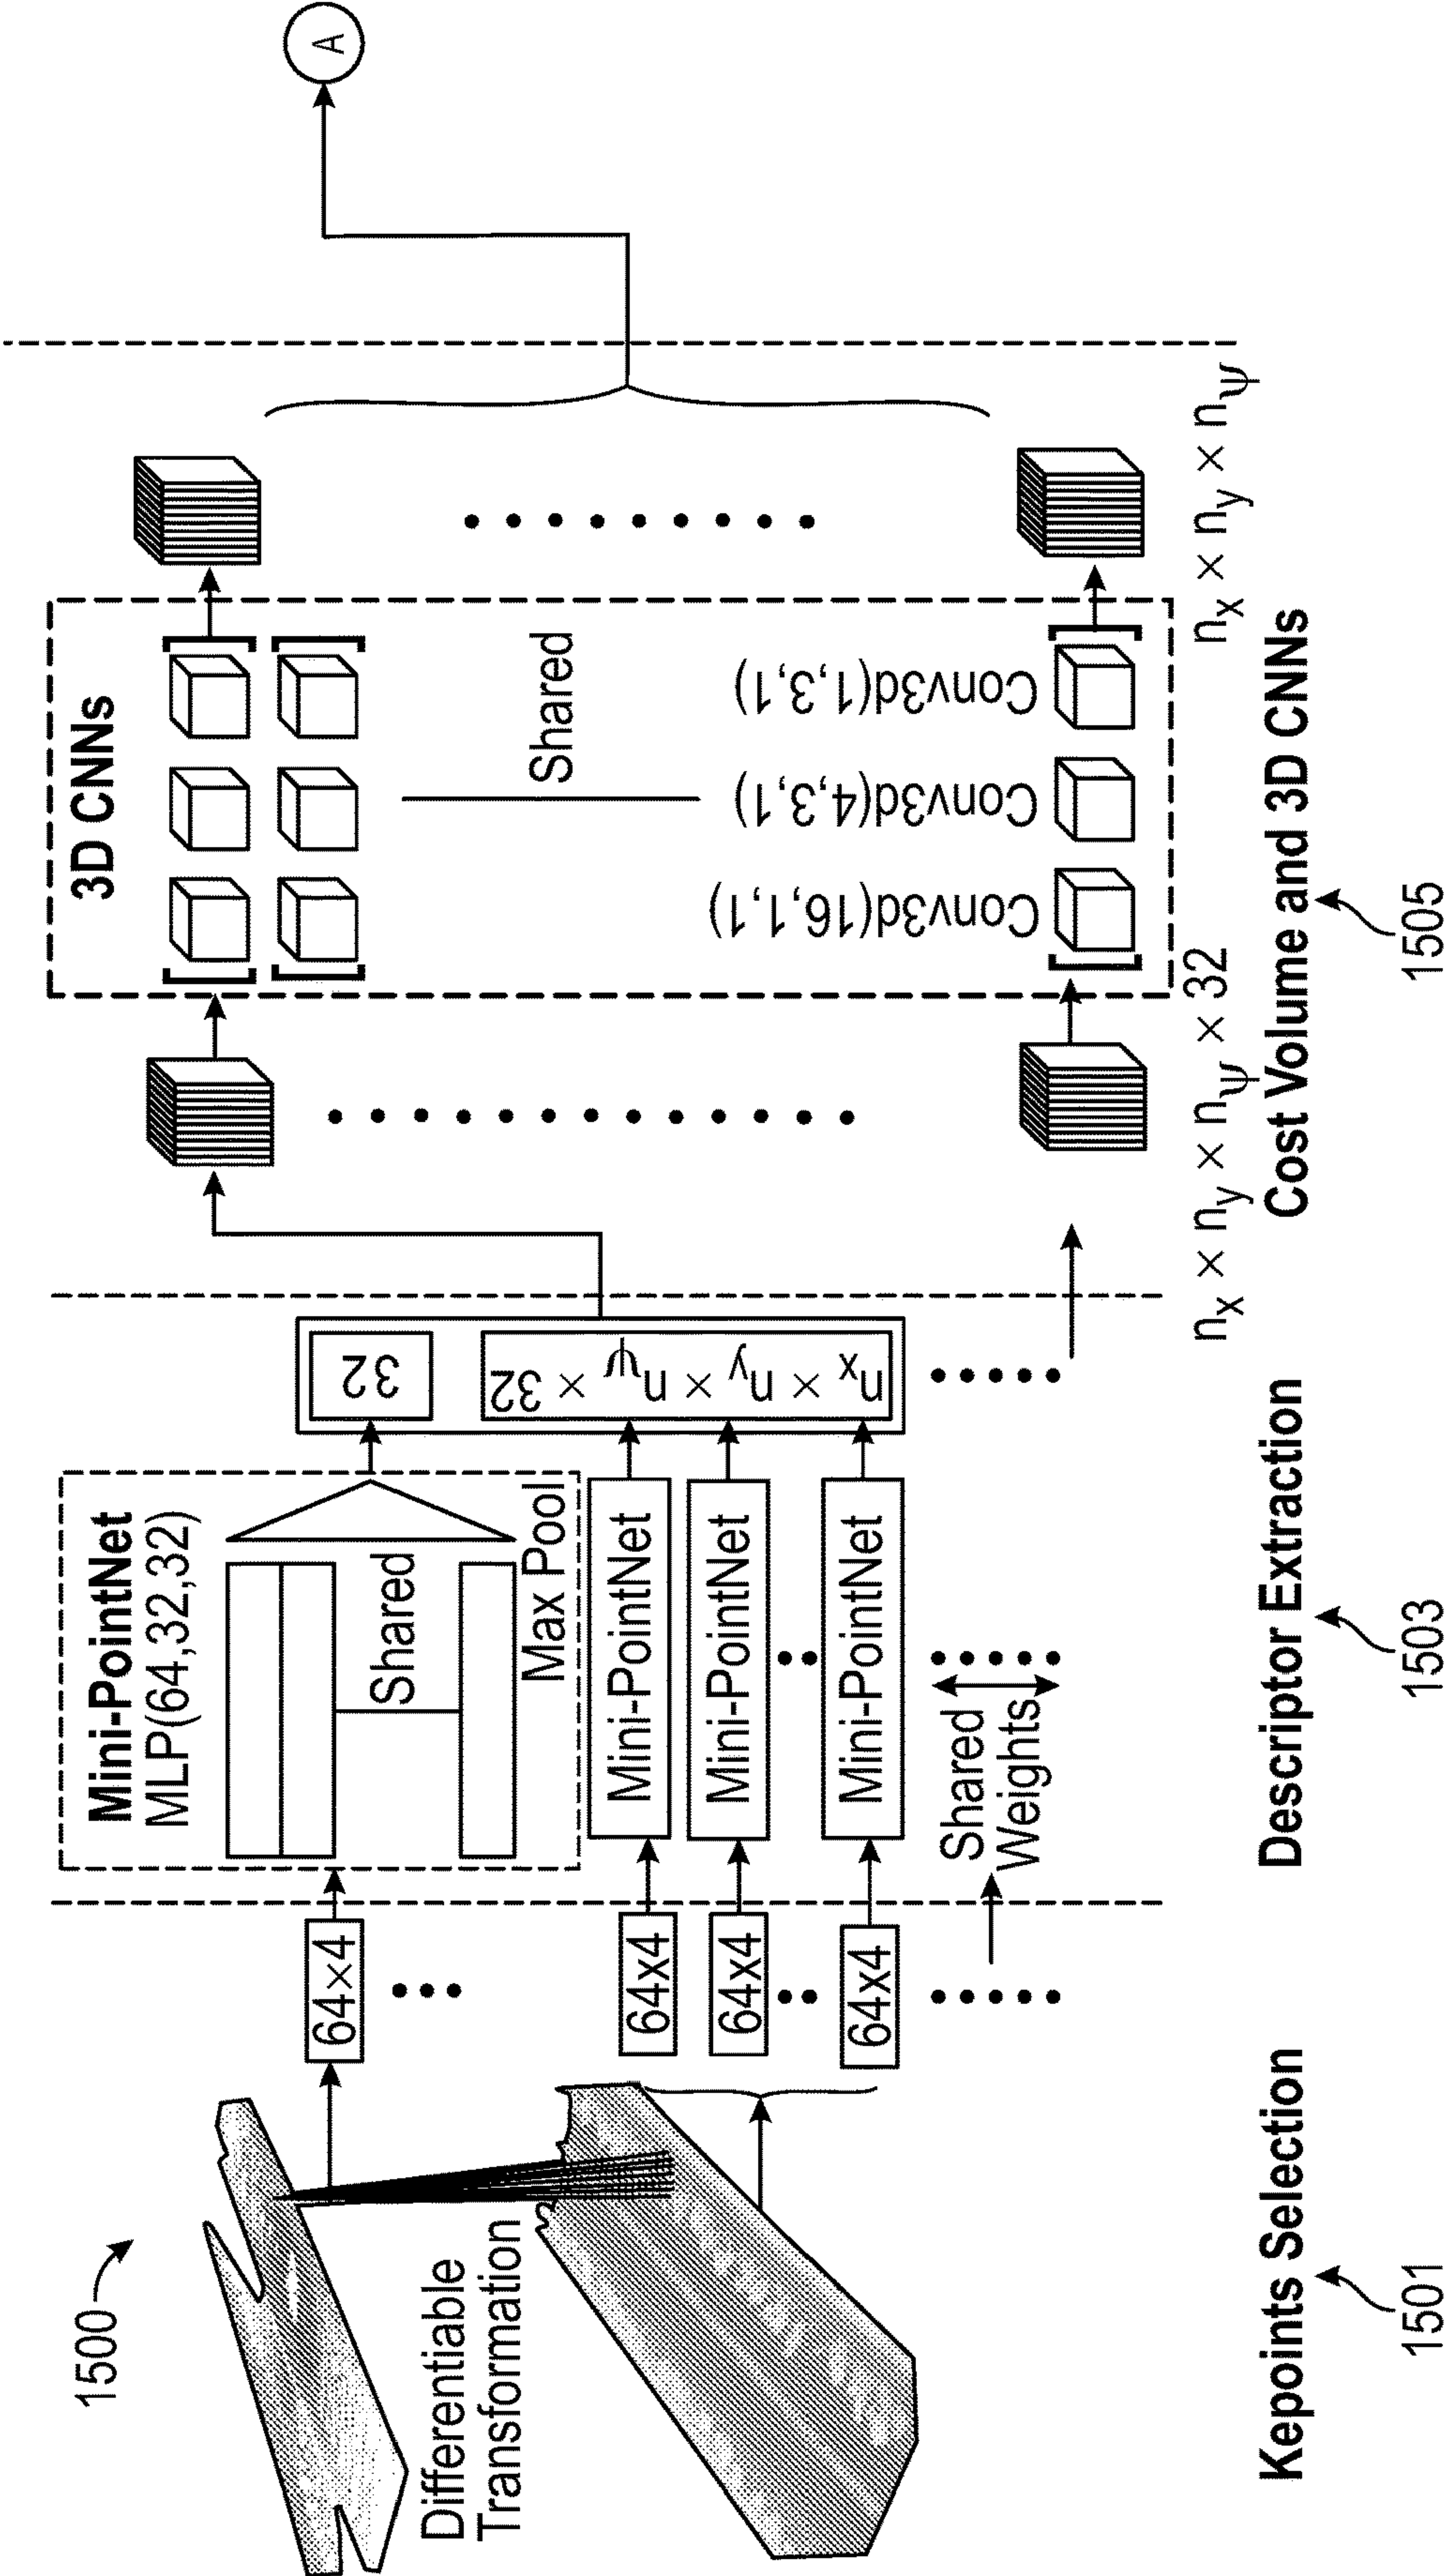 1500
Differentiable
Transformation
64×4
64x4
64x4
64x4
Kepoints Selection
1501
Mini-PointNet
MLP(64,32,32)
Shared
Max Pool
Mini-PointNet
Mini-PointNet
Mini-PointNet
Shared
Weights
32
nx × ny × nψ × 32
Descriptor Extraction
1503
3D CNNs
Shared
Conv3d(16,1,1)
Conv3d(4,3,1)
Conv3d(1,3,1)
nx × ny × nψ × 32
nx × ny × nψ
Cost Volume and 3D CNNs
1505
A